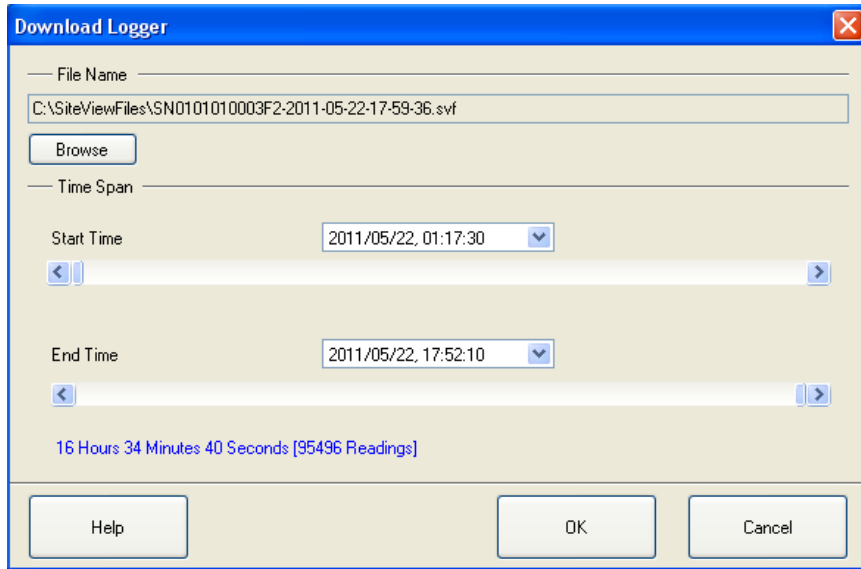 Download Logger
File Name
C:\SiteViewFiles\SN0101010003F2-2011-05-22-17-59-36.svf
Browse
Time Span
Start Time
2011/05/22, 01:17:30
End Time
2011/05/22, 17:52:10
16 Hours 34 Minutes 40 Seconds [95496 Readings]
Help
OK
Cancel